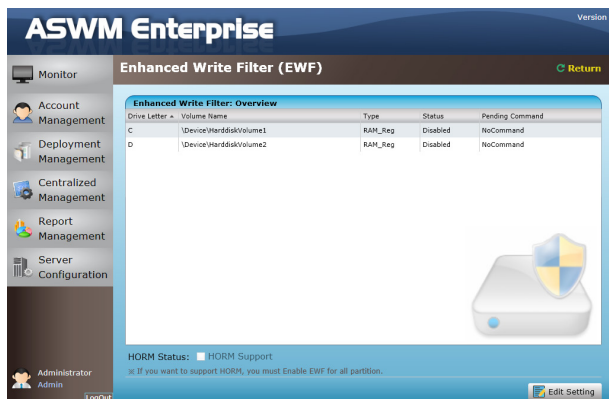 ASWM Enterprise
Version
Monitor
Enhanced Write Filter (EWF)
Return
Account
Management
Deployment
Management
Centralized
Management
Report
Management
Server
Configuration
Enhanced Write Filter: Overview
Drive Letter Volume Name Type Status Pending Command
C \Device\HarddiskVolume1 RAM_Reg Disabled NoCommand
D \Device\HarddiskVolume2 RAM_Reg Disabled NoCommand
HORM Status: HORM Support
※ If you want to support HORM, you must Enable EWF for all partition.
Administrator
Admin
LogOut
Edit Setting